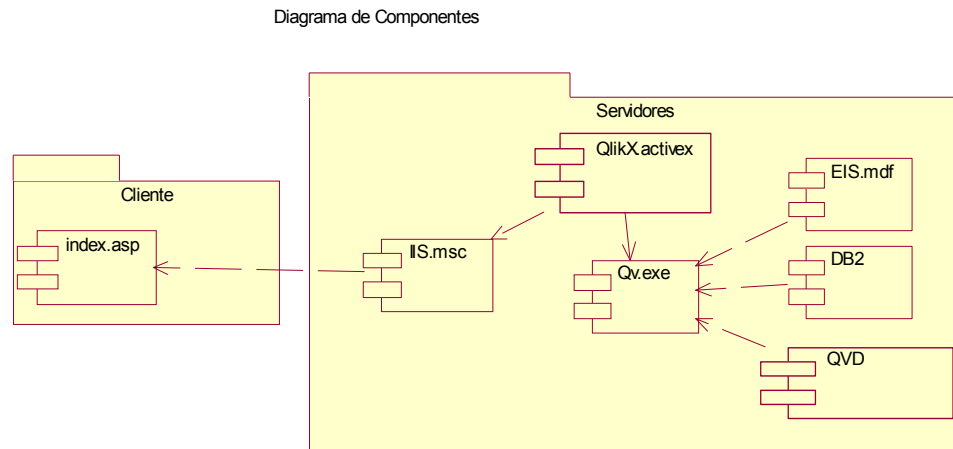 Diagrama de Componentes
Servidores
QlikX.activex
EIS.mdf
Cliente
index.asp
IIS.msc
Qv.exe
DB2
QVD